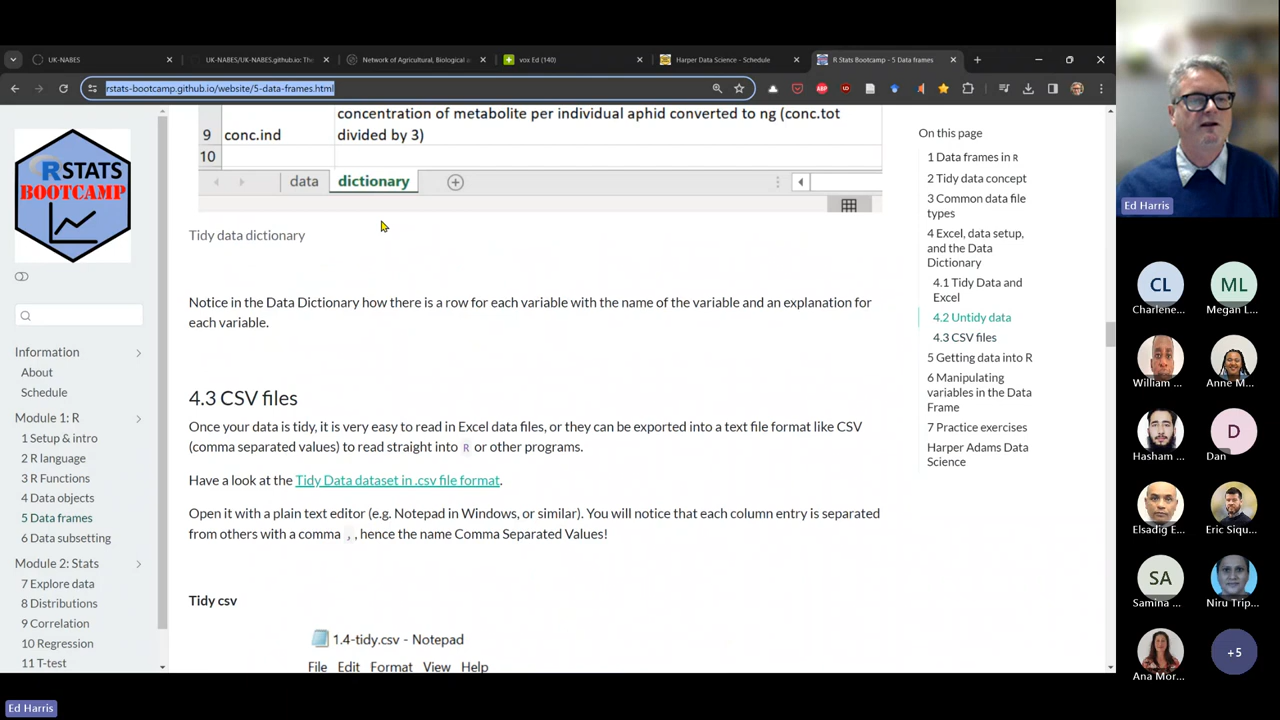 UK-NABES
UK-NABES/UK-NABES.github.io: The
Network of Agricultural, Biological a
vox Ed (140)
Harper Data Science - Schedule
R Stats Bootcamp - 5 Data frames
rstats-bootcamp.github.io/website/5-data-frames.html
RSTATS
BOOTCAMP
Information
About
Schedule
Module 1: R
1 Setup & intro
2 R language
3 R Functions
4 Data objects
5 Data frames
6 Data subsetting
Module 2: Stats
7 Explore data
8 Distributions
9 Correlation
10 Regression
11 T-test
concentration of metabolite per individual aphid converted to ng (conc.tot
9 conc.ind divided by 3)
10
data dictionary
Tidy data dictionary
Notice in the Data Dictionary how there is a row for each variable with the name of the variable and an explanation for
each variable.
4.3 CSV files
Once your data is tidy, it is very easy to read in Excel data files, or they can be exported into a text file format like CSV
(comma separated values) to read straight into R or other programs.
Have a look at the Tidy Data dataset in .csv file format.
Open it with a plain text editor (e.g. Notepad in Windows, or similar). You will notice that each column entry is separated
from others with a comma , , hence the name Comma Separated Values!
Tidy csv
1.4-tidy.csv - Notepad
File Edit Format View Help
On this page
1 Data frames in R
2 Tidy data concept
3 Common data file
types
4 Excel, data setup,
and the Data
Dictionary
4.1 Tidy Data and
Excel
4.2 Untidy data
4.3 CSV files
5 Getting data into R
6 Manipulating
variables in the Data
Frame
7 Practice exercises
Harper Adams Data
Science
Ed Harris
CL
Charlene...
ML
Megan L...
William ...
Anne M...
Hasham ...
D
Dan
Elsadig E...
Eric Siqu...
SA
Samina ...
Niru Trip...
Ana Mor...
+5
Ed Harris